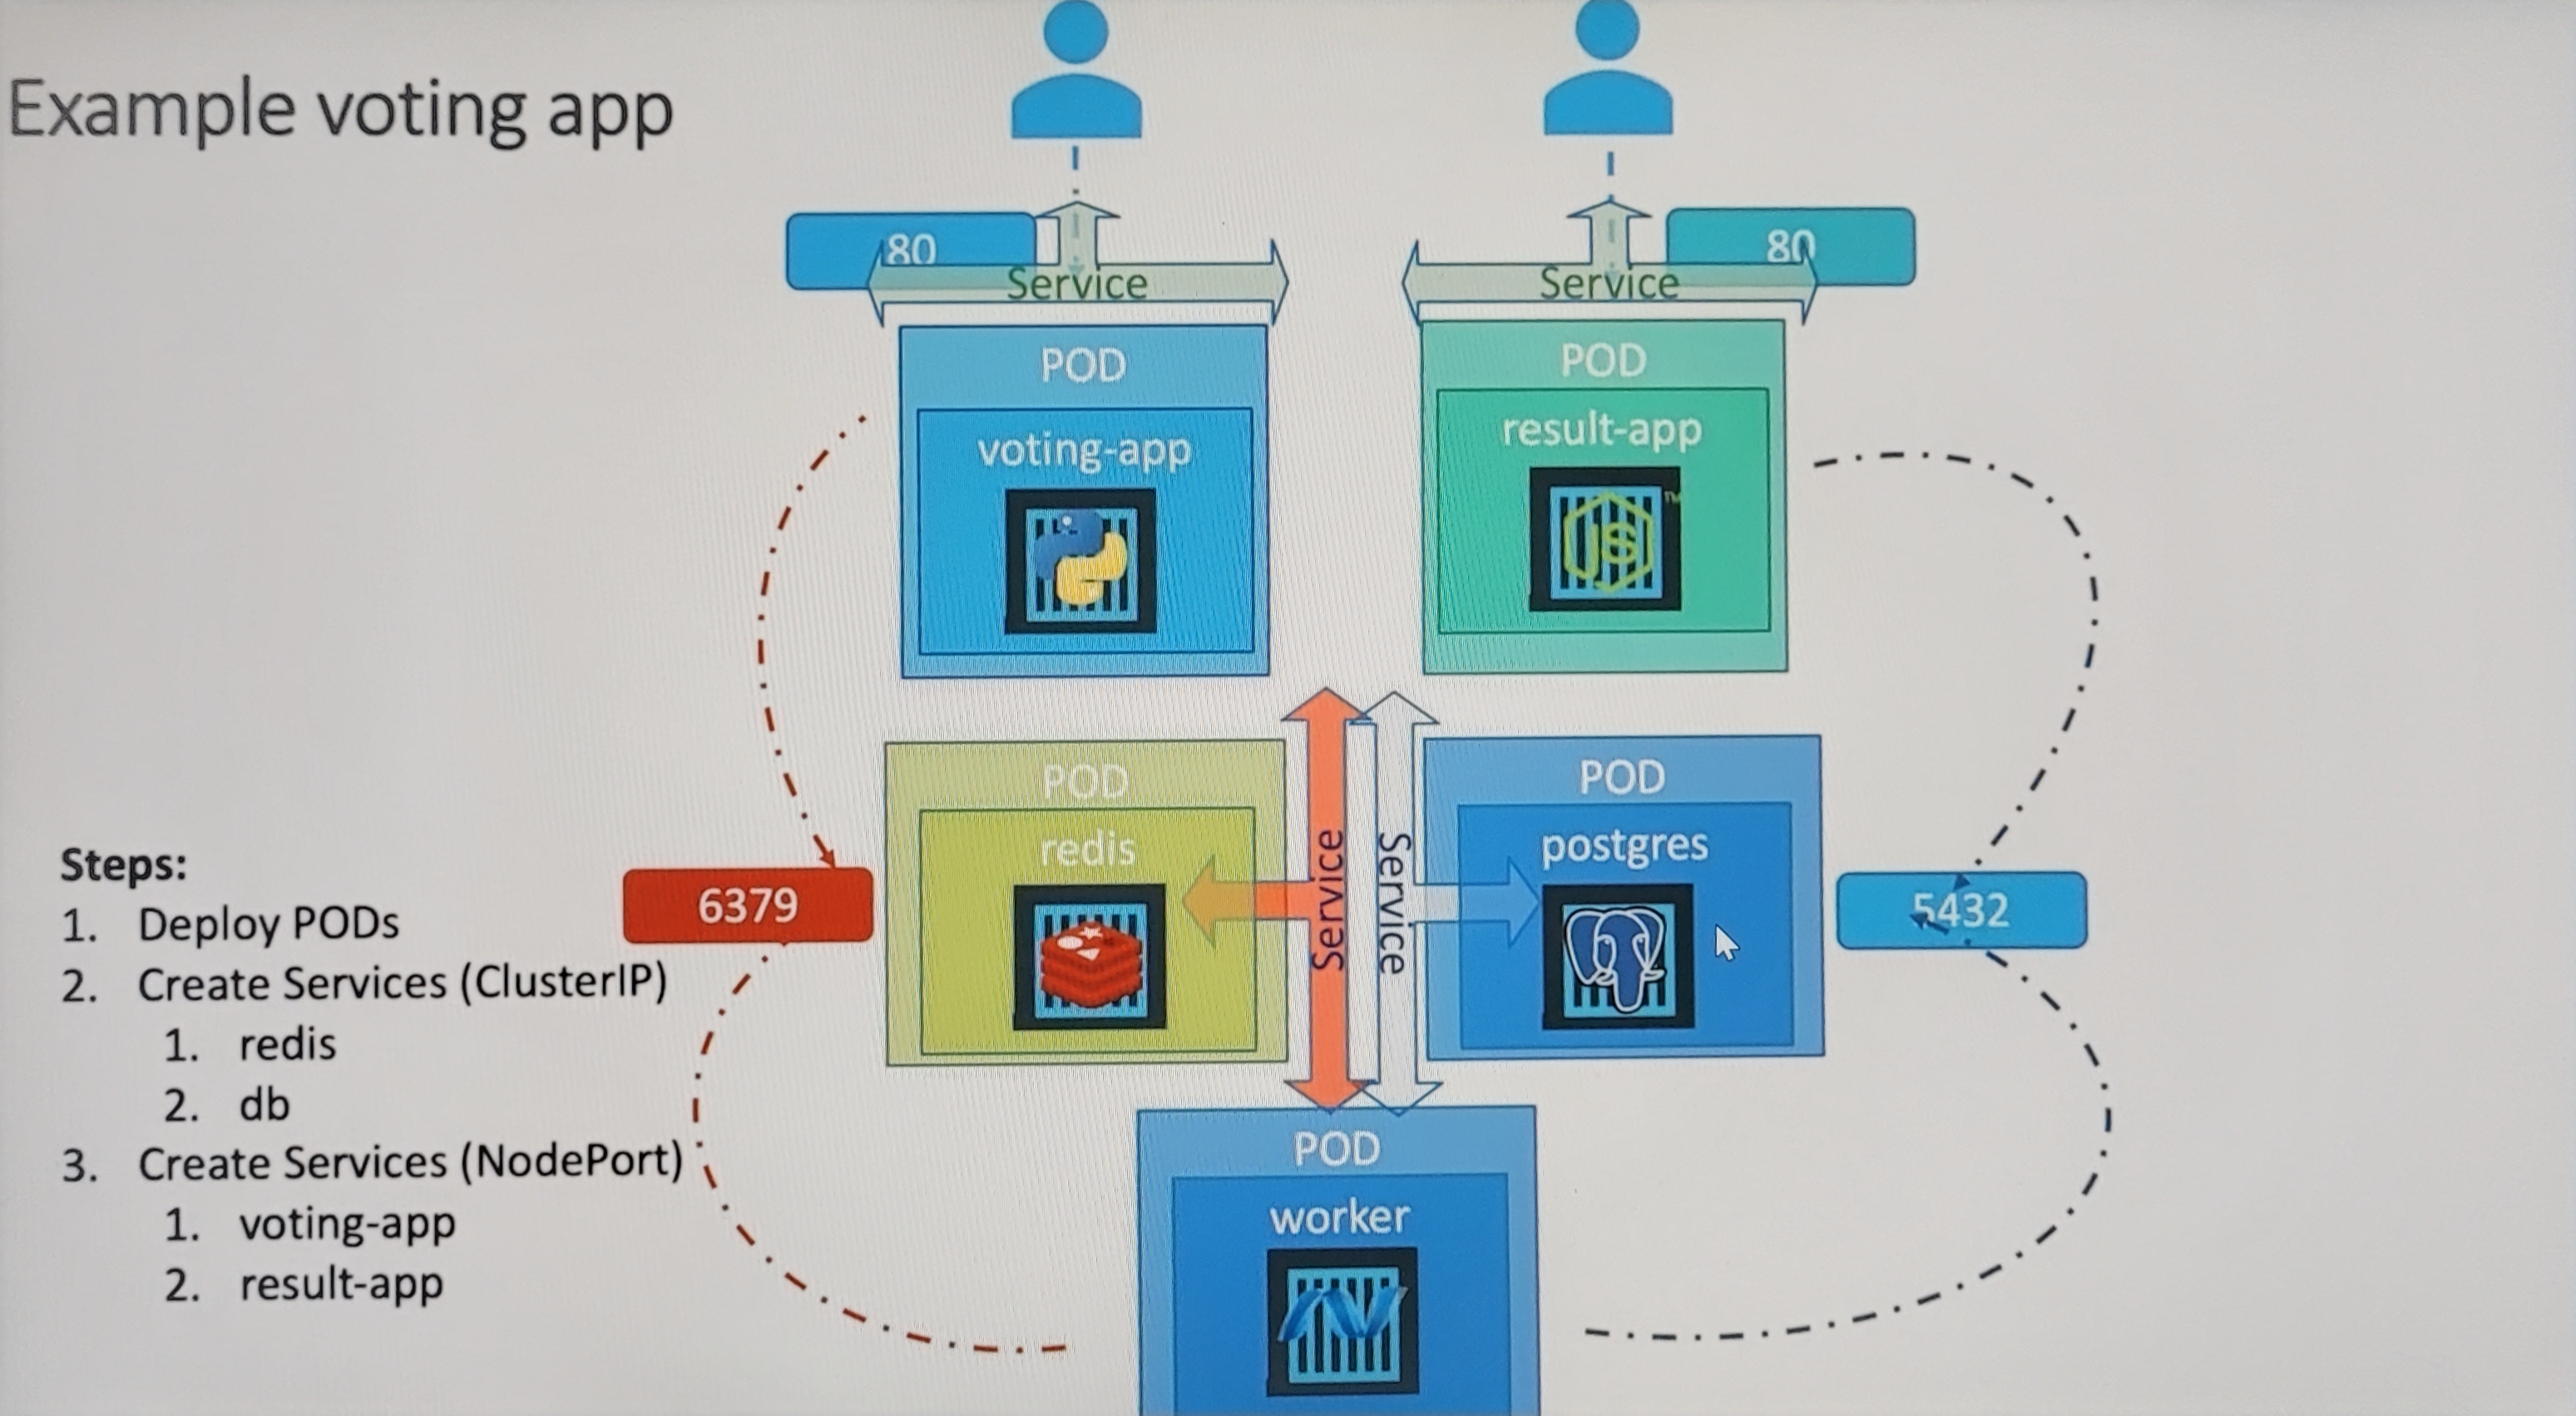 Example voting app
80
80
Service
Service
POD
POD
voting-app
result-app
JS
TM
POD
POD
redis
postgres
Service
Service
6379
5432
Steps:
1. Deploy PODs
2. Create Services (ClusterIP)
1. redis
2. db
3. Create Services (NodePort)
1. voting-app
2. result-app
POD
worker